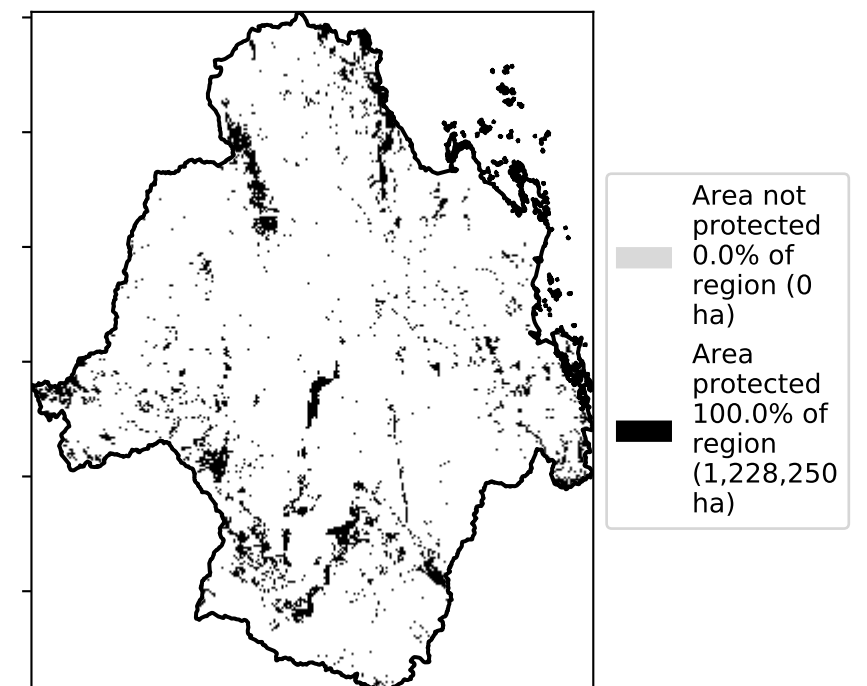 Area not
protected
0.0% of
region (0
ha)
Area
protected
100.0% of
region
(1,228,250
ha)